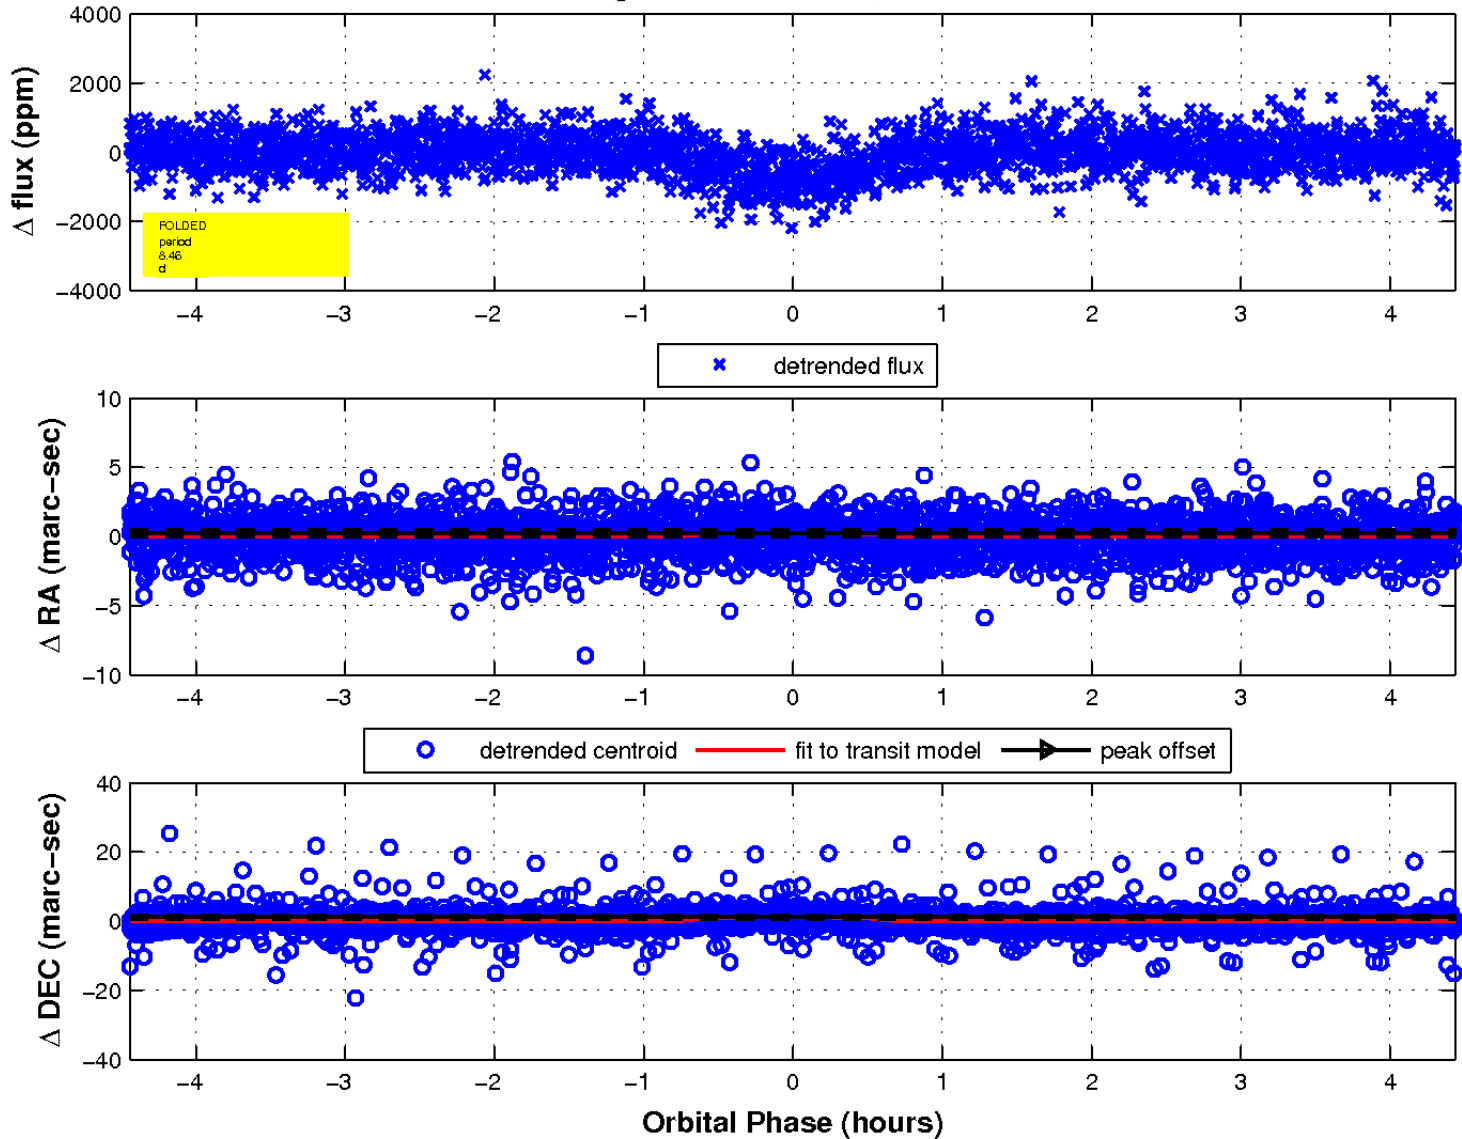 4000
2000
0
−2000
−4000
Δ flux (ppm)
FOLDED
period
8.46
d
−4 −3 −2 −1 0 1 2 3 4
detrended flux
10
5
0
−5
−10
Δ RA (marc−sec)
−4 −3 −2 −1 0 1 2 3 4
detrended centroid fit to transit model peak offset
40
20
0
−20
−40
Δ DEC (marc−sec)
−4 −3 −2 −1 0 1 2 3 4
Orbital Phase (hours)